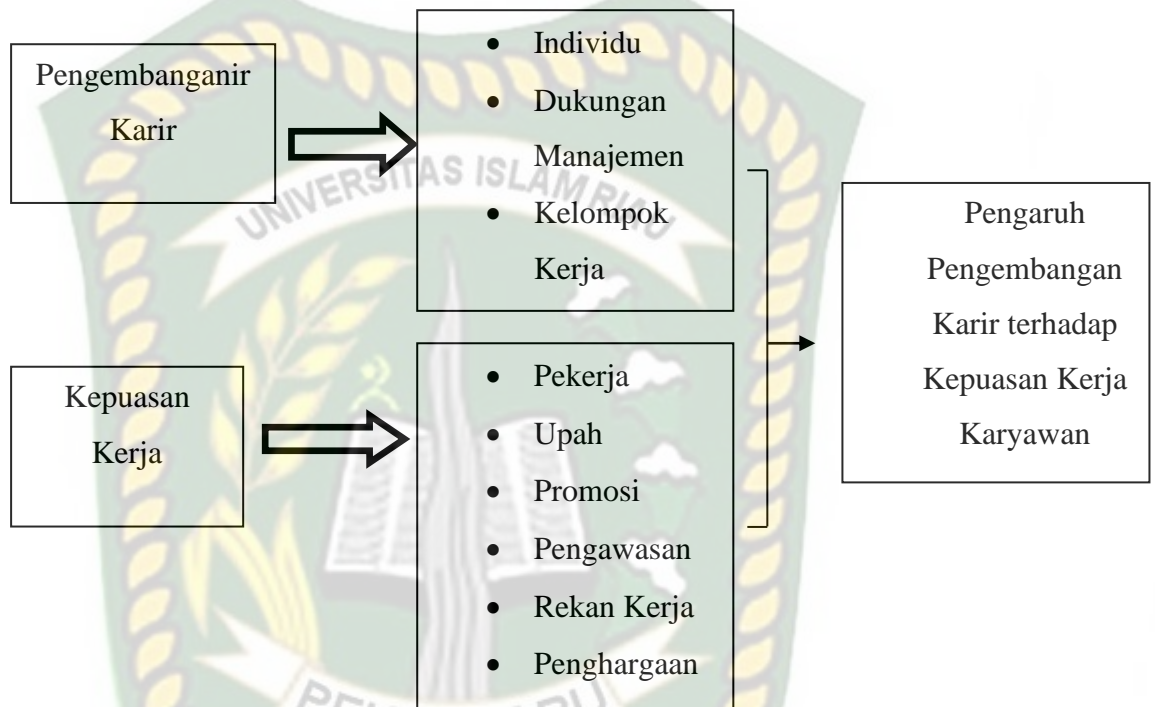 Pengembanganir
Karir
• Individu
• Dukungan
Manajemen
• Kelompok
Kerja
Kepuasan
Kerja
• Pekerja
• Upah
• Promosi
• Pengawasan
• Rekan Kerja
• Penghargaan
Pengaruh
Pengembangan
Karir terhadap
Kepuasan Kerja
Karyawan
UNIVERSITAS ISLAM RIAU